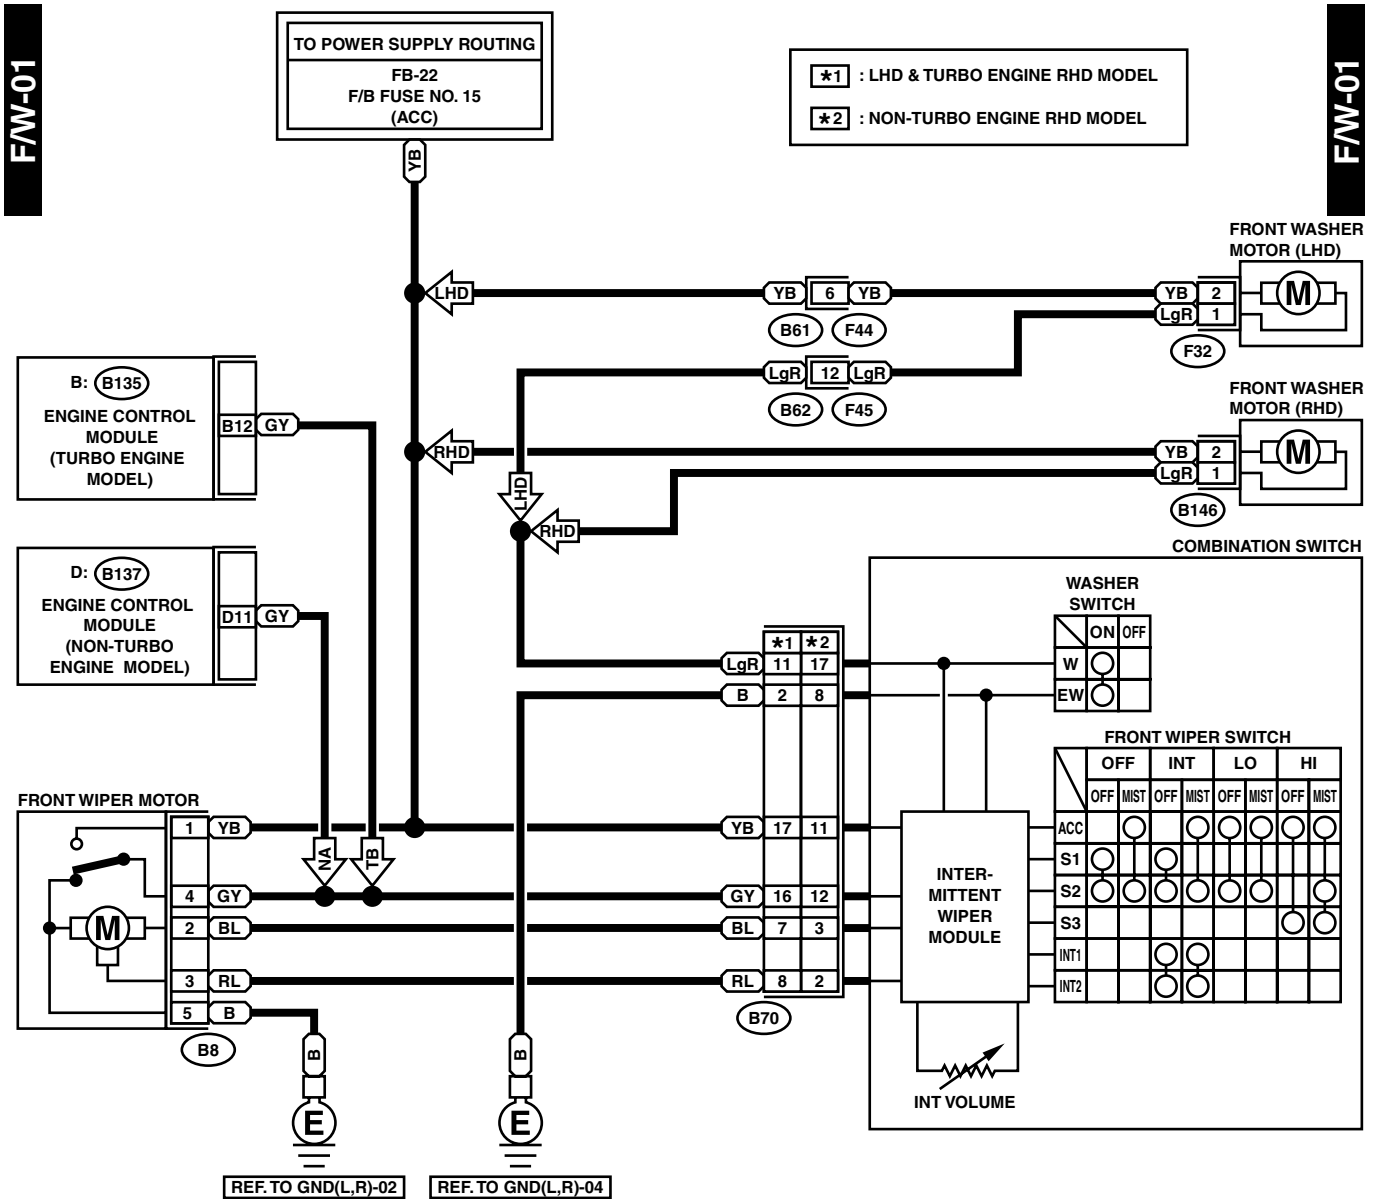 F/W-01
TO POWER SUPPLY ROUTING
FB-22
F/B FUSE NO. 15
(ACC)
YB
*1 : LHD & TURBO ENGINE RHD MODEL
*2 : NON-TURBO ENGINE RHD MODEL
F/W-01
FRONT WASHER
MOTOR (LHD)
LHD
YB 6 YB
YB 2
M
LgR 1
B61 F44
F32
LgR 12 LgR
B62 F45
FRONT WASHER
MOTOR (RHD)
RHD
YB 2
M
LgR 1
B146
B: B135
ENGINE CONTROL
MODULE
(TURBO ENGINE
MODEL)
B12 GY
LHD
RHD
D: B137
ENGINE CONTROL
MODULE
(NON-TURBO
ENGINE MODEL)
D11 GY
COMBINATION SWITCH
WASHER
SWITCH
ON OFF
W
EW
*1 *2
LgR 11 17
B 2 8
FRONT WIPER SWITCH
OFF INT LO HI
OFF MIST OFF MIST OFF MIST OFF MIST
ACC
S1
S2
S3
INT1
INT2
FRONT WIPER MOTOR
1 YB
YB 17 11
NA
TB
4 GY
GY 16 12
M
2 BL
BL 7 3
3 RL
RL 8 2
5 B
B8
B70
INTER-
MITTENT
WIPER
MODULE
INT VOLUME
B
B
E
E
REF. TO GND(L,R)-02
REF. TO GND(L,R)-04